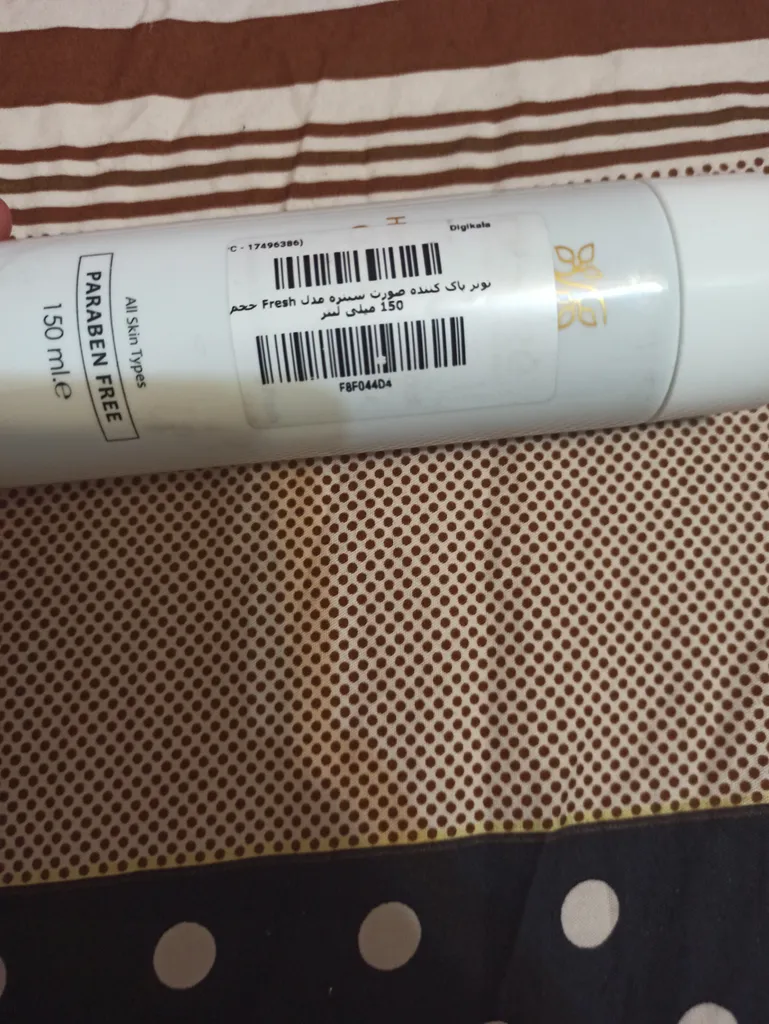 Digikala
C - 17496386)
تونر پاک کننده صورت سینره مدل Fresh حجم
150 میلی لیتر
F8F044D4
All Skin Types
PARABEN FREE
150 ml.e